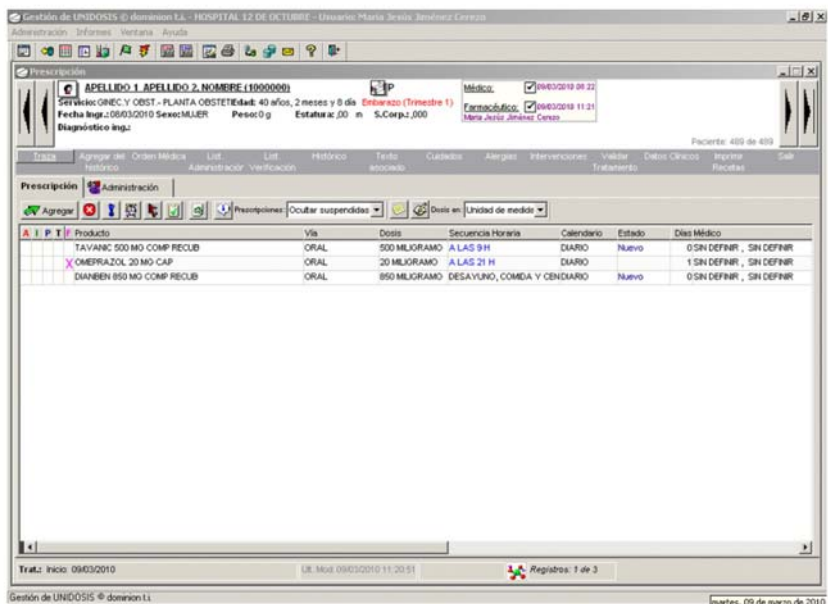 Gestión de UNIDOSIS © dominion t.i. - HOSPITAL 12 DE OCTUBRE - Usuario: María Jesús Jiménez Cerezo
Administración Informes Ventana Ayuda
Prescripción
APELLIDO 1 APELLIDO 2, NOMBRE (1000000)
Servicio: GINEC.Y OBST.- PLANTA OBSTETI Edad: 40 años, 2 meses y 8 día Embarazo (Trimestre 1)
Fecha Ingr.: 08/03/2010 Sexo: MUJER Peso: 0 g Estatura: ,00 m S.Corp.: ,000
Diagnóstico ing.:
Médico: 09/03/2010 08:22
Farmacéutico: 09/03/2010 11:21
María Jesús Jiménez Cerezo
Paciente: 489 de 489
Traza Agregar del histórico Orden Médica List. Administración List. Verificación Histórico Texto asociado Cuidados Alergias Intervenciones Validar Tratamiento Datos Clínicos Imprimir Recetas Salir
Prescripción Administración
Agregar Prescripciones: Ocultar suspendidas Dosis en: Unidad de medida
A I P T F Producto Vía Dosis Secuencia Horaria Calendario Estado Días Médico
TAVANIC 500 MG COMP RECUB ORAL 500 MILIGRAMO A LAS 9 H DIARIO Nuevo 0 SIN DEFINIR , SIN DEFINIR
X OMEPRAZOL 20 MG CAP ORAL 20 MILIGRAMO A LAS 21 H DIARIO 1 SIN DEFINIR , SIN DEFINIR
DIANBEN 850 MG COMP RECUB ORAL 850 MILIGRAMO DESAYUNO, COMIDA Y CEN DIARIO Nuevo 0 SIN DEFINIR , SIN DEFINIR
Trat.: Inicio: 09/03/2010 Ult. Mod: 09/03/2010 11:20:51 Registros: 1 de 3
Gestión de UNIDOSIS © dominion t.i. martes, 09 de marzo de 2010